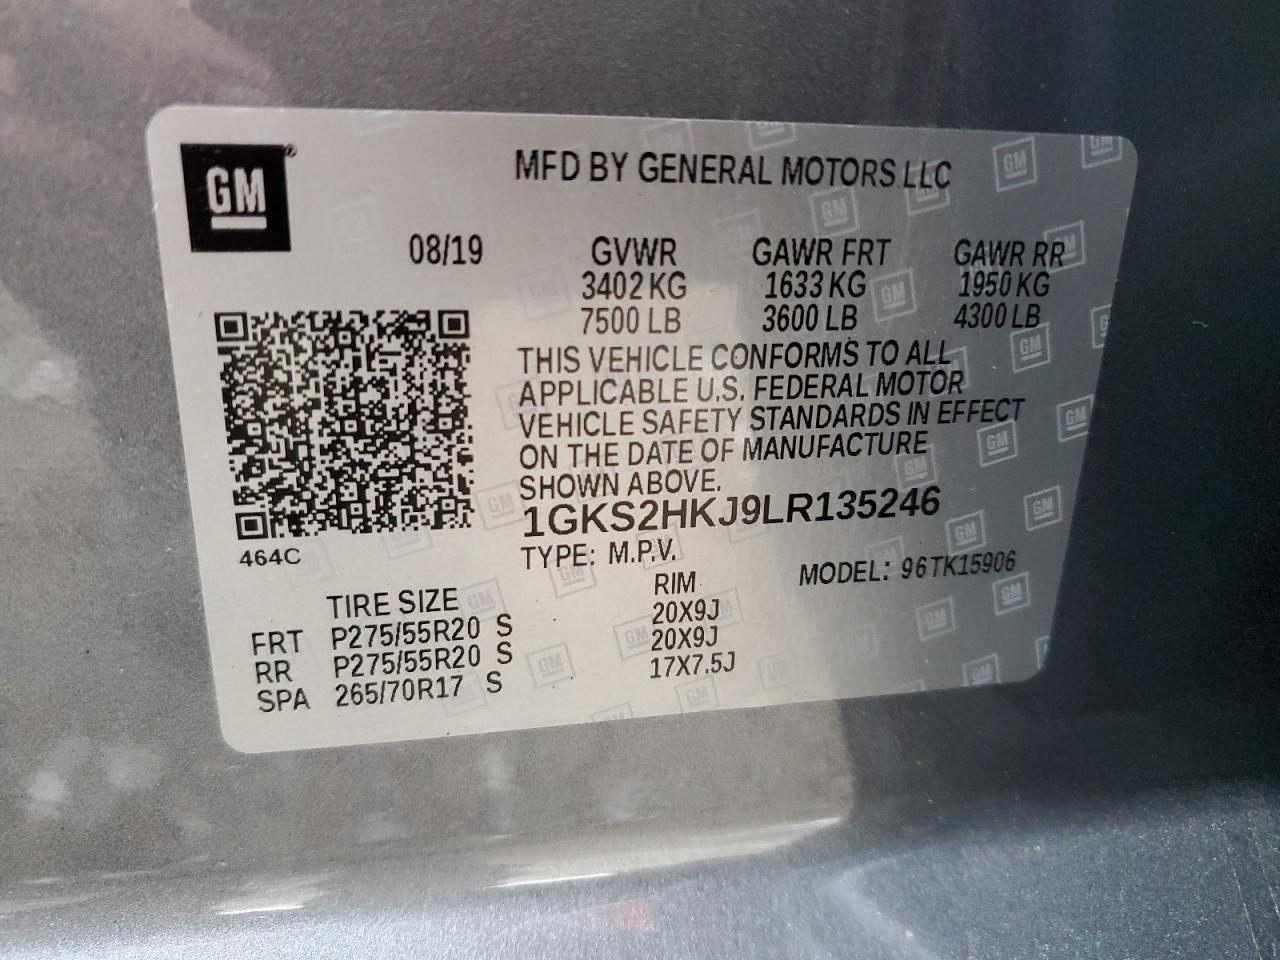 GM®
MFD BY GENERAL MOTORS LLC
08/19 GVWR GAWR FRT GAWR RR
3402 KG 1633 KG 1950 KG
7500 LB 3600 LB 4300 LB
THIS VEHICLE CONFORMS TO ALL
APPLICABLE U.S. FEDERAL MOTOR
VEHICLE SAFETY STANDARDS IN EFFECT
ON THE DATE OF MANUFACTURE
SHOWN ABOVE.
1GKS2HKJ9LR135246
464C
TYPE: M.P.V. MODEL: 96TK15906
TIRE SIZE RIM
FRT P275/55R20 S 20X9J
RR P275/55R20 S 20X9J
SPA 265/70R17 S 17X7.5J